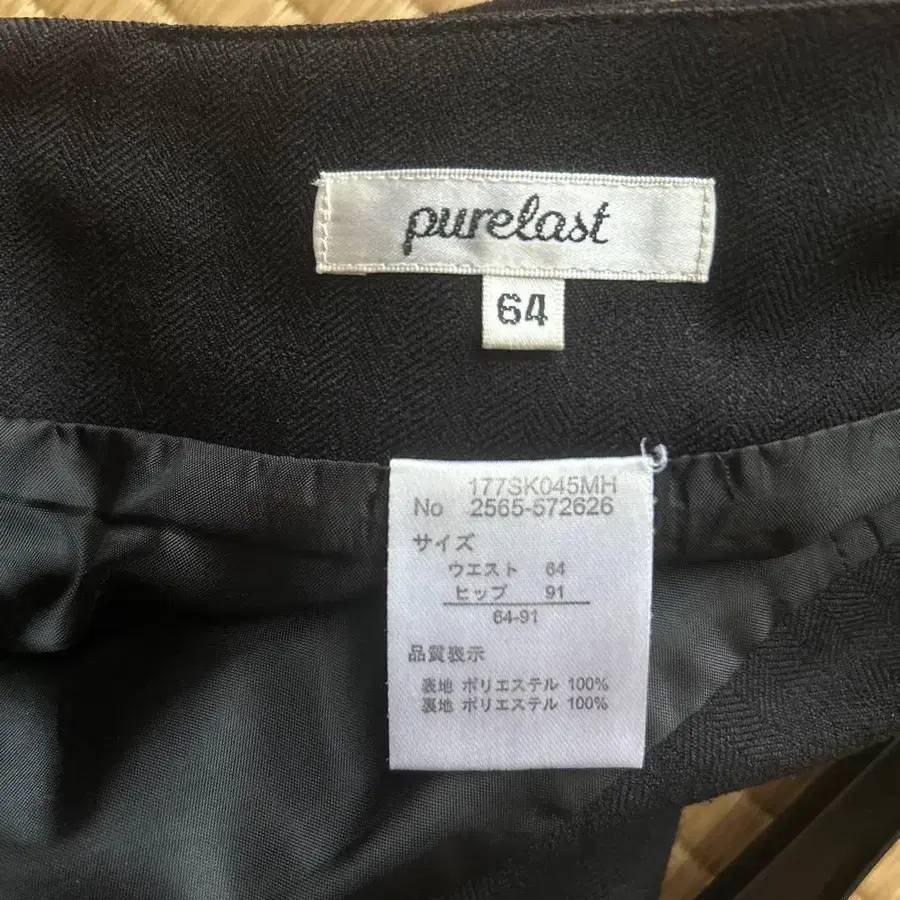 purelast
64
177SK045MH
No 2565-572626
サイズ
ウエスト 64
ヒップ 91
64-91
品質表示
表地 ポリエステル 100%
裏地 ポリエステル 100%